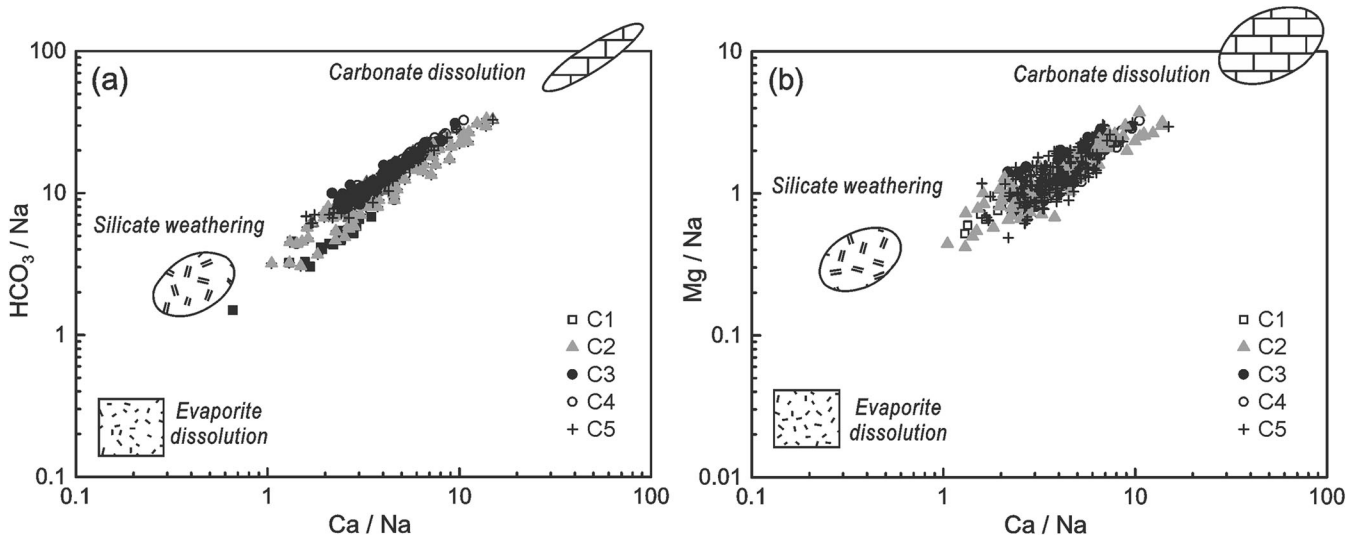 (a)
Carbonate dissolution
Silicate weathering
Evaporite
dissolution
C1
C2
C3
C4
C5
100
10
1
0.1
HCO₃ / Na
0.1
1
10
100
Ca / Na
(b)
Carbonate dissolution
Silicate weathering
Evaporite
dissolution
C1
C2
C3
C4
C5
10
1
0.1
0.01
Mg / Na
0.1
1
10
100
Ca / Na